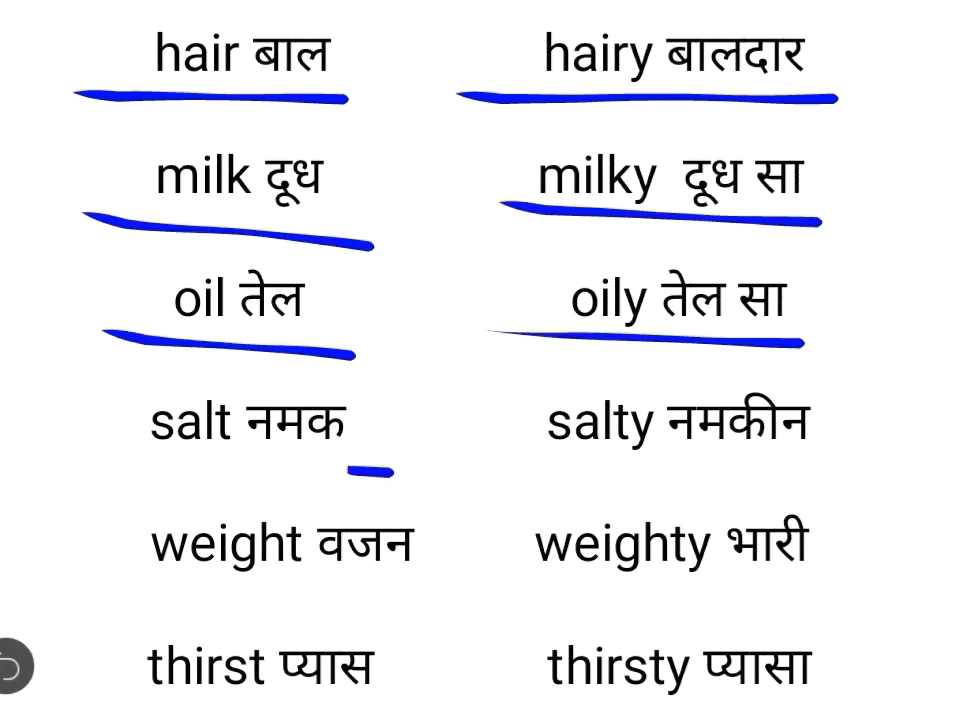 hair बाल hairy बालदार
milk दूध milky दूध सा
oil तेल oily तेल सा
salt नमक salty नमकीन
weight वजन weighty भारी
thirst प्यास thirsty प्यासा